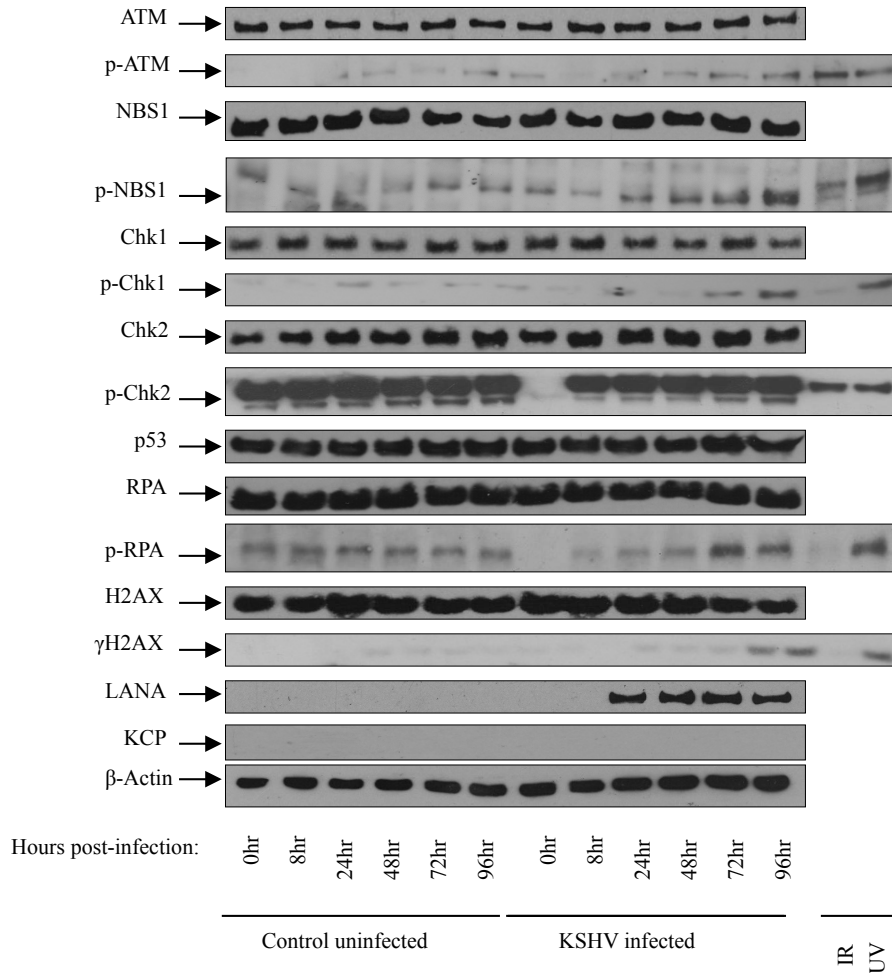 ATM
p-ATM
NBS1
p-NBS1
Chk1
p-Chk1
Chk2
p-Chk2
p53
RPA
p-RPA
H2AX
γH2AX
LANA
KCP
β-Actin
Hours post-infection: 0hr 8hr 24hr 48hr 72hr 96hr 0hr 8hr 24hr 48hr 72hr 96hr
Control uninfected KSHV infected IR UV